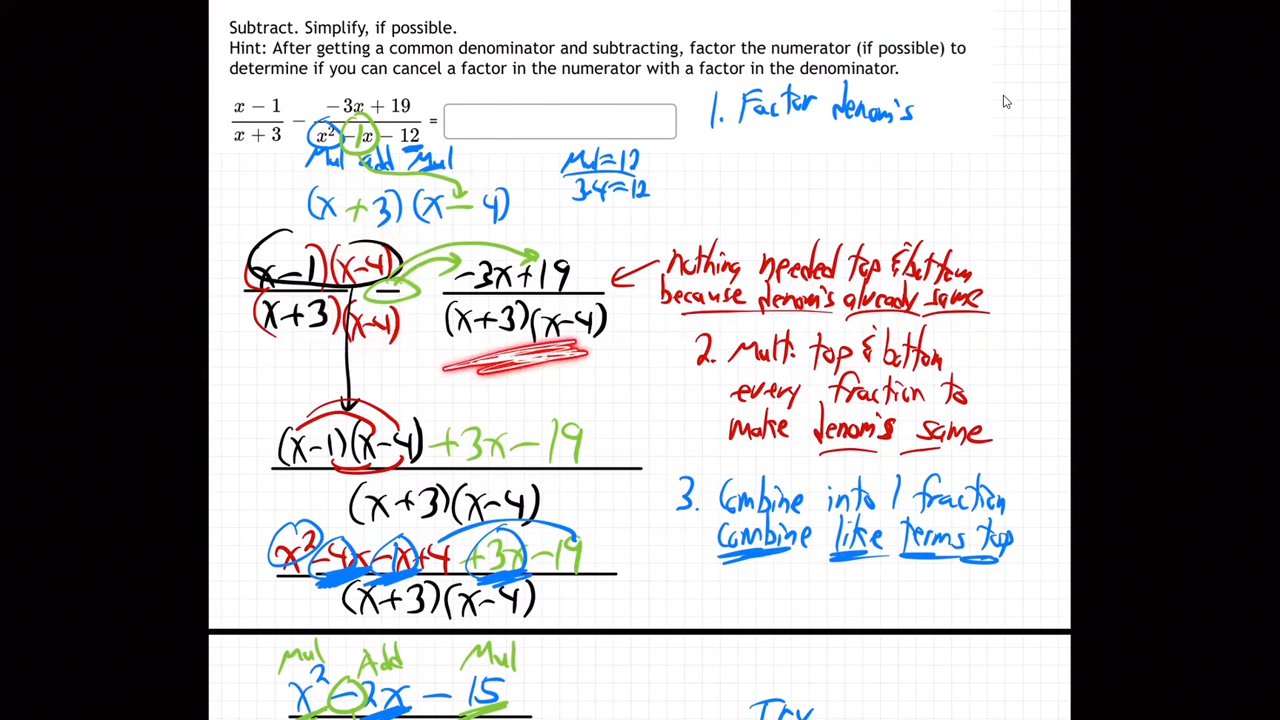 Subtract. Simplify, if possible.
Hint: After getting a common denominator and subtracting, factor the numerator (if possible) to
determine if you can cancel a factor in the numerator with a factor in the denominator.
x − 1
x + 3
−
−3x + 19
x² − 1x − 12
=
1. Factor denom's
Mul add Mul
Mul = 12
3.4 = 12
(x + 3)(x − 4)
(x−1)(x−4)
(x+3)(x−4)
−
−3x+19
(x+3)(x−4)
nothing needed top & bottom
because denom's already same
2. Mult. top & bottom
every fraction to
make denom's same
(x−1)(x−4) +3x−19
(x+3)(x−4)
3. Combine into 1 fraction
combine like terms top
x²−4x−1x+4 +3x−19
(x+3)(x−4)
Mul Add Mul
x² − 2x − 15
Try